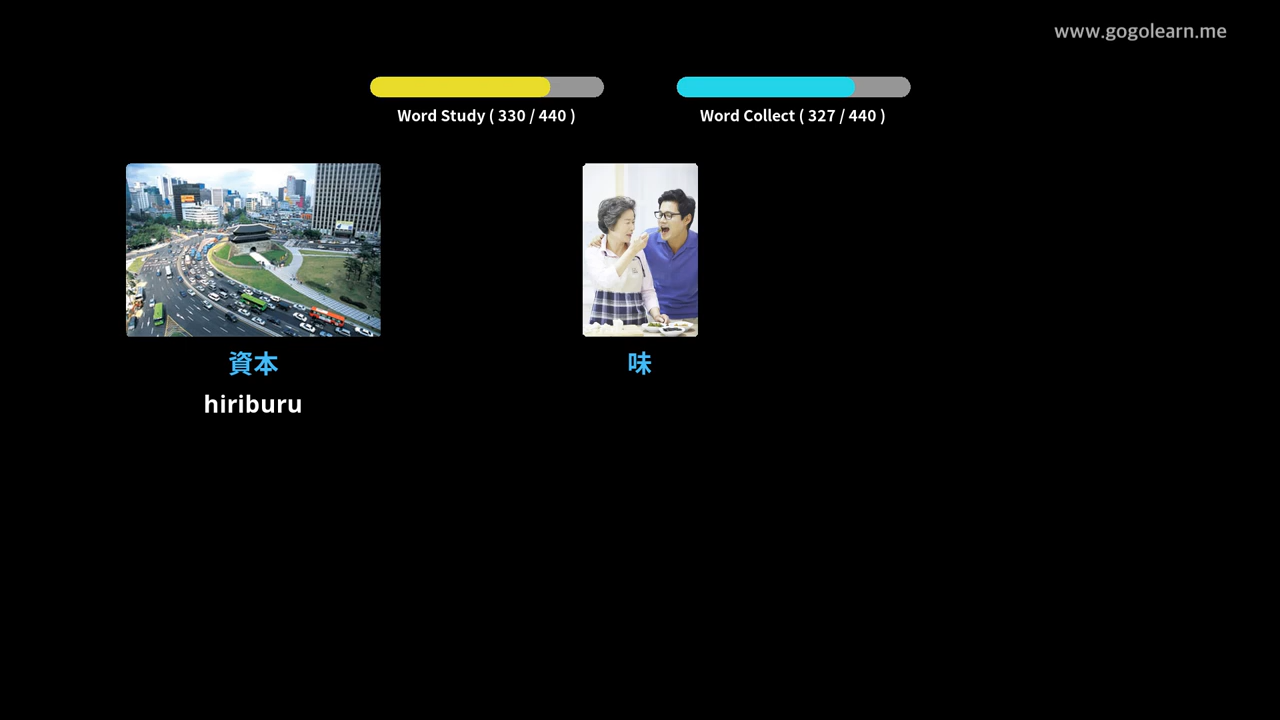 www.gogolearn.me
Word Study ( 330 / 440 )
Word Collect ( 327 / 440 )
資本
味
hiriburu